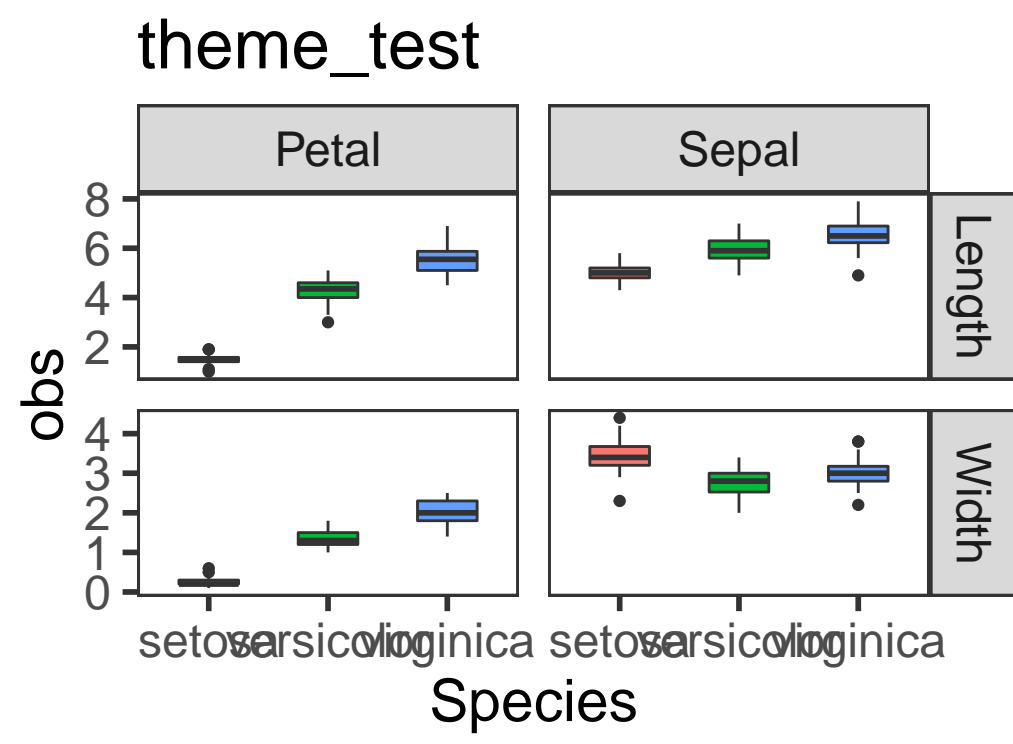 theme_test
Petal Sepal
8
6
4
2
Length
obs
4
3
2
1
0
Width
setosa versicolor virginica setosa versicolor virginica
Species